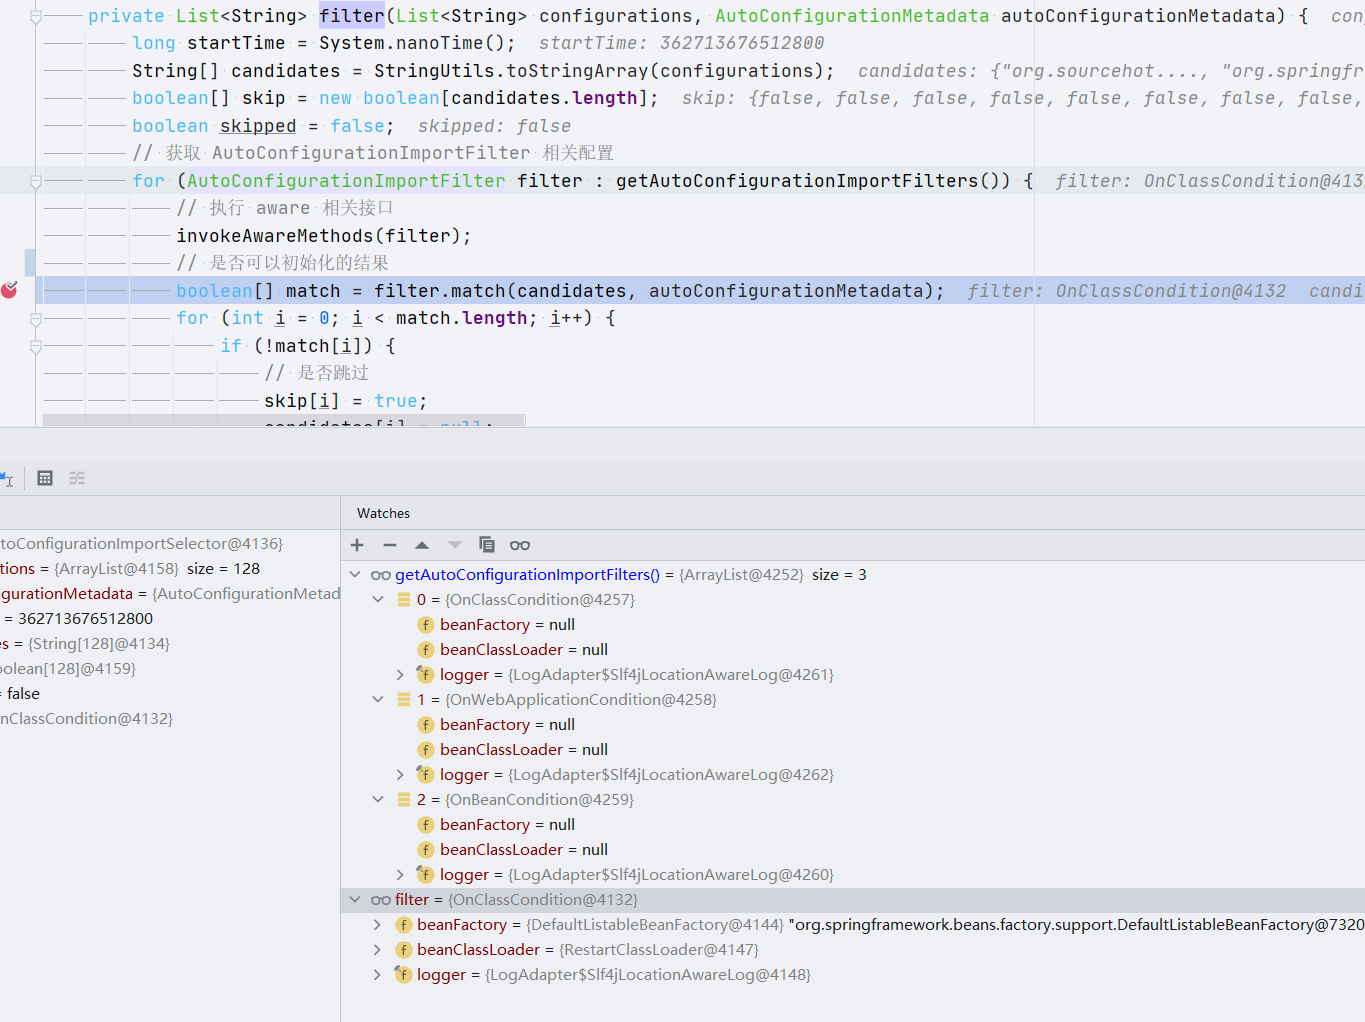 private List<String> filter(List<String> configurations, AutoConfigurationMetadata autoConfigurationMetadata) {
long startTime = System.nanoTime(); startTime: 362713676512800
String[] candidates = StringUtils.toStringArray(configurations); candidates: {"org.sourcehot...., "org.springfr
boolean[] skip = new boolean[candidates.length]; skip: {false, false, false, false, false, false, false, false,
boolean skipped = false; skipped: false
// 获取 AutoConfigurationImportFilter 相关配置
for (AutoConfigurationImportFilter filter : getAutoConfigurationImportFilters()) { filter: OnClassCondition@413
// 执行 aware 相关接口
invokeAwareMethods(filter);
// 是否可以初始化的结果
boolean[] match = filter.match(candidates, autoConfigurationMetadata); filter: OnClassCondition@4132 candi
for (int i = 0; i < match.length; i++) {
if (!match[i]) {
// 是否跳过
skip[i] = true;
candidates[i] = null;
Watches
toConfigurationImportSelector@4136}
tions = {ArrayList@4158} size = 128
gurationMetadata = {AutoConfigurationMetad
= 362713676512800
es = {String[128]@4134}
oolean[128]@4159}
= false
nClassCondition@4132}
getAutoConfigurationImportFilters() = {ArrayList@4252} size = 3
0 = {OnClassCondition@4257}
f beanFactory = null
f beanClassLoader = null
f logger = {LogAdapter$Slf4jLocationAwareLog@4261}
1 = {OnWebApplicationCondition@4258}
f beanFactory = null
f beanClassLoader = null
f logger = {LogAdapter$Slf4jLocationAwareLog@4262}
2 = {OnBeanCondition@4259}
f beanFactory = null
f beanClassLoader = null
f logger = {LogAdapter$Slf4jLocationAwareLog@4260}
filter = {OnClassCondition@4132}
f beanFactory = {DefaultListableBeanFactory@4144} "org.springframework.beans.factory.support.DefaultListableBeanFactory@7320
f beanClassLoader = {RestartClassLoader@4147}
f logger = {LogAdapter$Slf4jLocationAwareLog@4148}